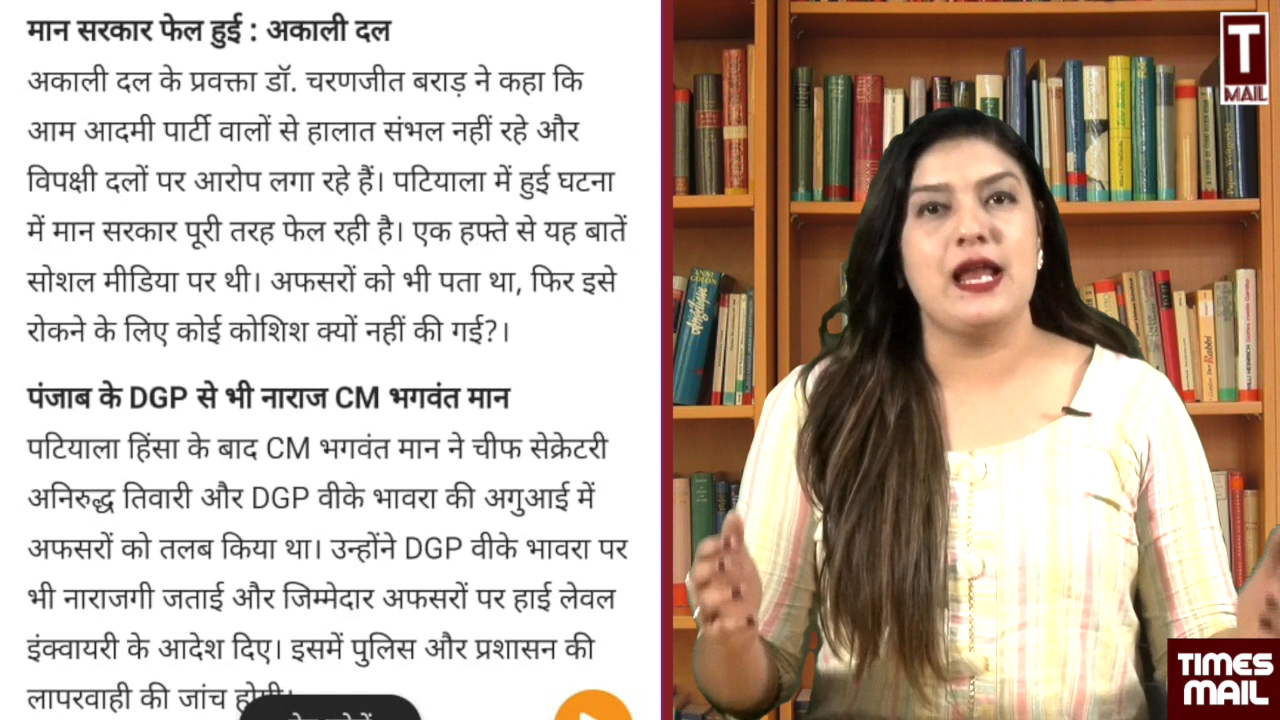 मान सरकार फेल हुई : अकाली दल
अकाली दल के प्रवक्ता डॉ. चरणजीत बराड़ ने कहा कि
आम आदमी पार्टी वालों से हालात संभल नहीं रहे और
विपक्षी दलों पर आरोप लगा रहे हैं। पटियाला में हुई घटना
में मान सरकार पूरी तरह फेल रही है। एक हफ्ते से यह बातें
सोशल मीडिया पर थी। अफसरों को भी पता था, फिर इसे
रोकने के लिए कोई कोशिश क्यों नहीं की गई?।
पंजाब के DGP से भी नाराज CM भगवंत मान
पटियाला हिंसा के बाद CM भगवंत मान ने चीफ सेक्रेटरी
अनिरुद्ध तिवारी और DGP वीके भावरा की अगुआई में
अफसरों को तलब किया था। उन्होंने DGP वीके भावरा पर
भी नाराजगी जताई और जिम्मेदार अफसरों पर हाई लेवल
इंक्वायरी के आदेश दिए। इसमें पुलिस और प्रशासन की
लापरवाही की जांच
T
MAIL
TIMES
MAIL